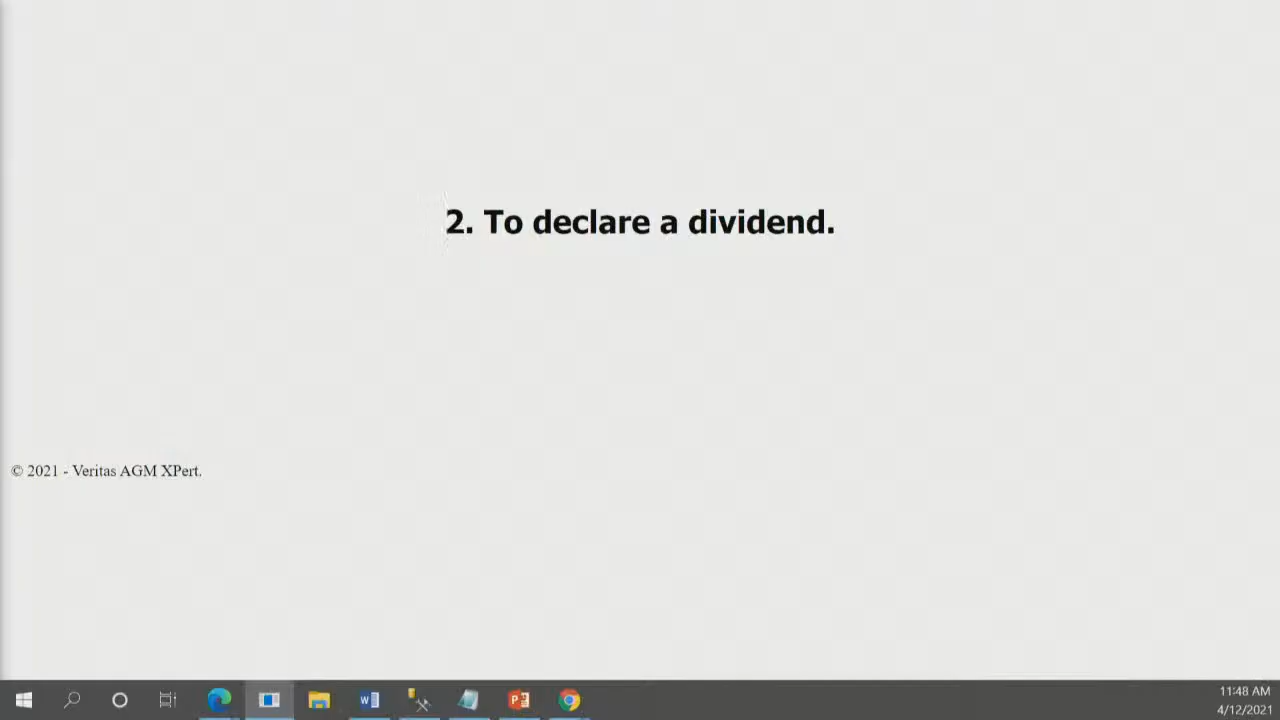 2. To declare a dividend.
© 2021 - Veritas AGM XPert.
11:48 AM
4/12/2021